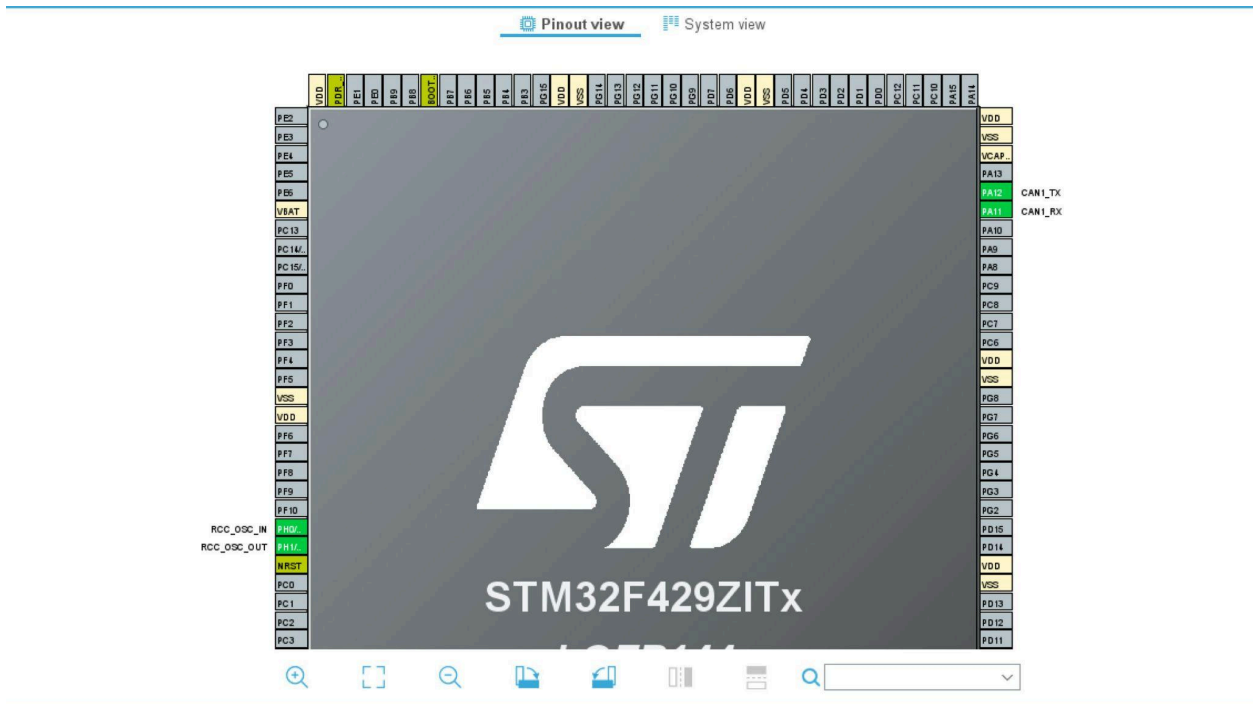 Pinout view System view
VDD PDR_.. PE1 PE0 PB9 PB8 BOOT.. PB7 PB6 PB5 PB4 PB3 PG15 VDD VSS PG14 PG13 PG12 PG11 PG10 PG9 PD7 PD6 VDD VSS PD5 PD4 PD3 PD2 PD1 PD0 PC12 PC11 PC10 PA15 PA14
PE2 VDD
PE3 VSS
PE4 VCAP..
PE5 PA13
PE6 PA12 CAN1_TX
VBAT PA11 CAN1_RX
PC13 PA10
PC14/.. PA9
PC15/.. PA8
PF0 PC9
PF1 PC8
PF2 PC7
PF3 PC6
PF4 VDD
PF5 VSS
VSS PG8
VDD PG7
PF6 PG6
PF7 PG5
PF8 PG4
PF9 PG3
PF10 PG2
RCC_OSC_IN PH0/.. PD15
RCC_OSC_OUT PH1/.. PD14
NRST VDD
PC0 VSS
PC1 PD13
PC2 PD12
PC3 PD11
ST
STM32F429ZITx